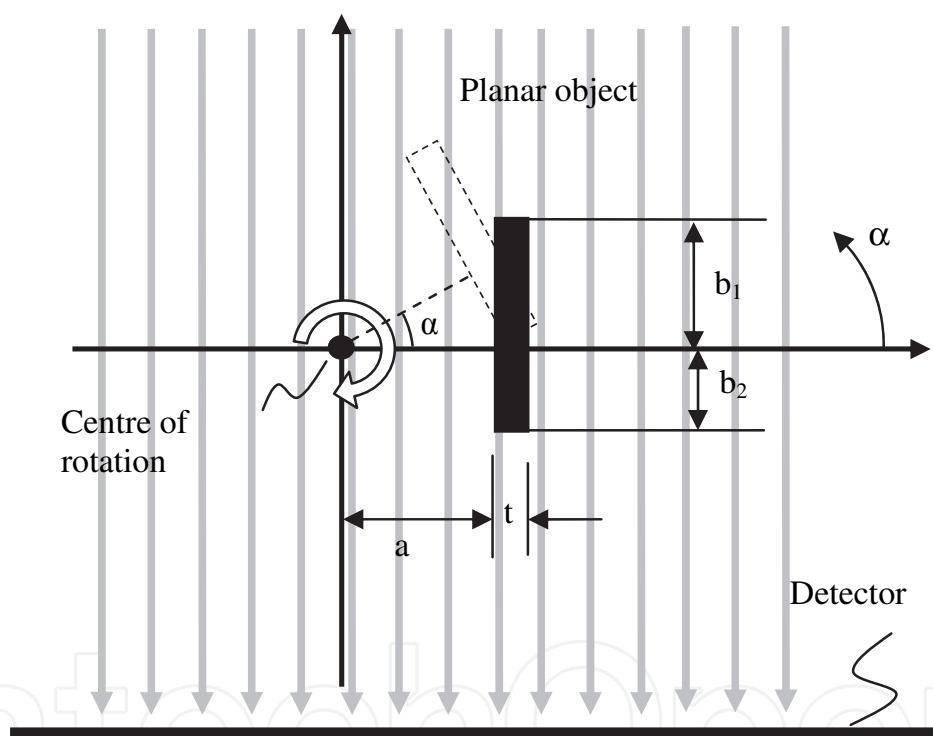 Planar object
α
b₁
α
b₂
Centre of
rotation
t
a
Detector